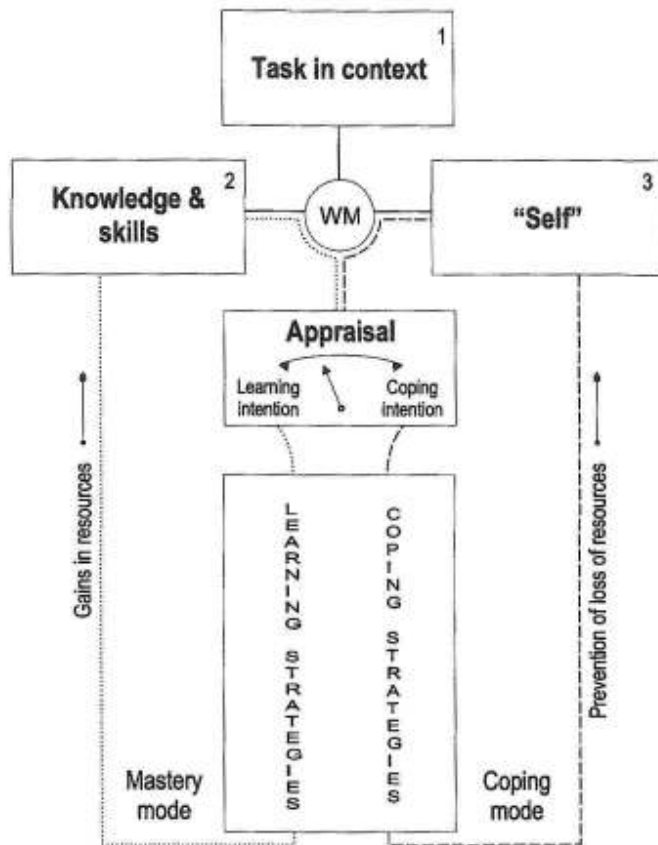 1
Task in context
2
Knowledge &
skills
WM
3
“Self”
Appraisal
Learning
intention
Coping
intention
Gains in resources
LEARNING STRATEGIES
COPING STRATEGIES
Prevention of loss of resources
Mastery
mode
Coping
mode